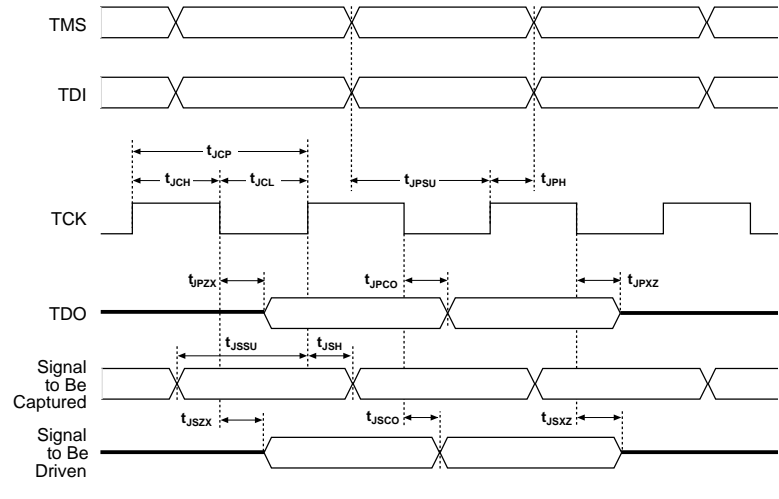 TMS
TDI
tJCP
tJCH
tJCL
tJPSU
tJPH
TCK
tJPZX
tJPCO
tJPXZ
TDO
tJSSU
tJSH
Signal
to Be
Captured
tJSZX
tJSCO
tJSXZ
Signal
to Be
Driven